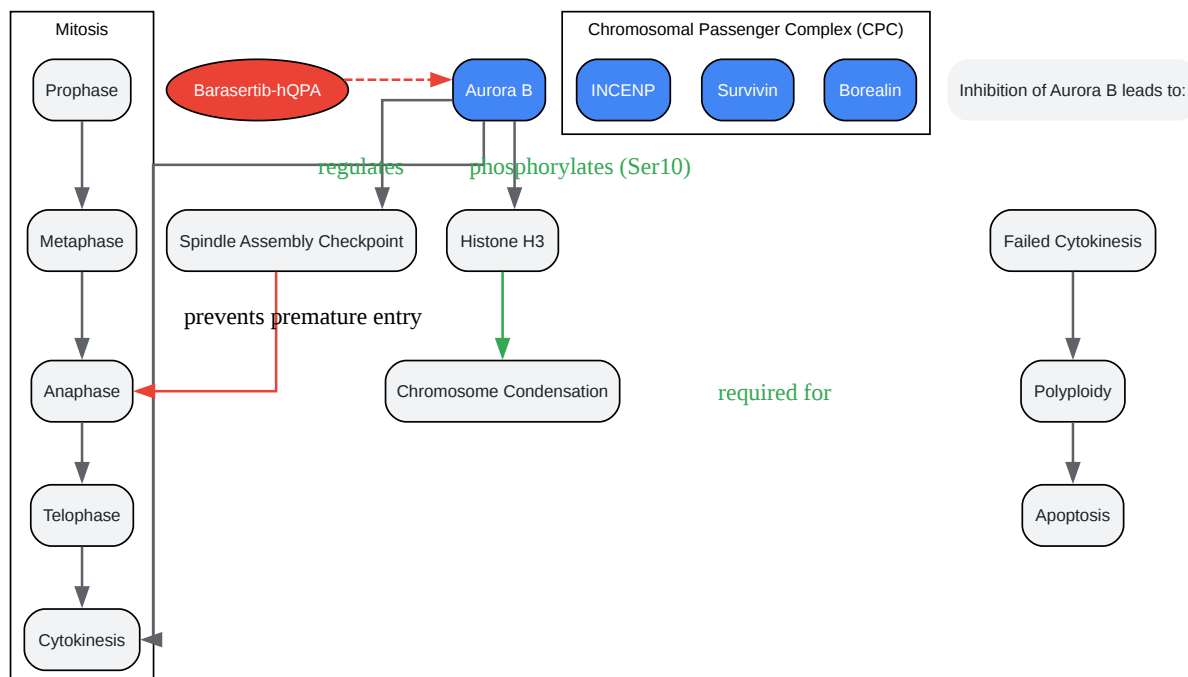 Mitosis
Chromosomal Passenger Complex (CPC)
Prophase
Barasertib-hQPA
Aurora B
INCENP
Survivin
Borealin
Inhibition of Aurora B leads to:
regulates
phosphorylates (Ser10)
Metaphase
Spindle Assembly Checkpoint
Histone H3
Failed Cytokinesis
prevents premature entry
Anaphase
Chromosome Condensation
required for
Polyploidy
Telophase
Apoptosis
Cytokinesis